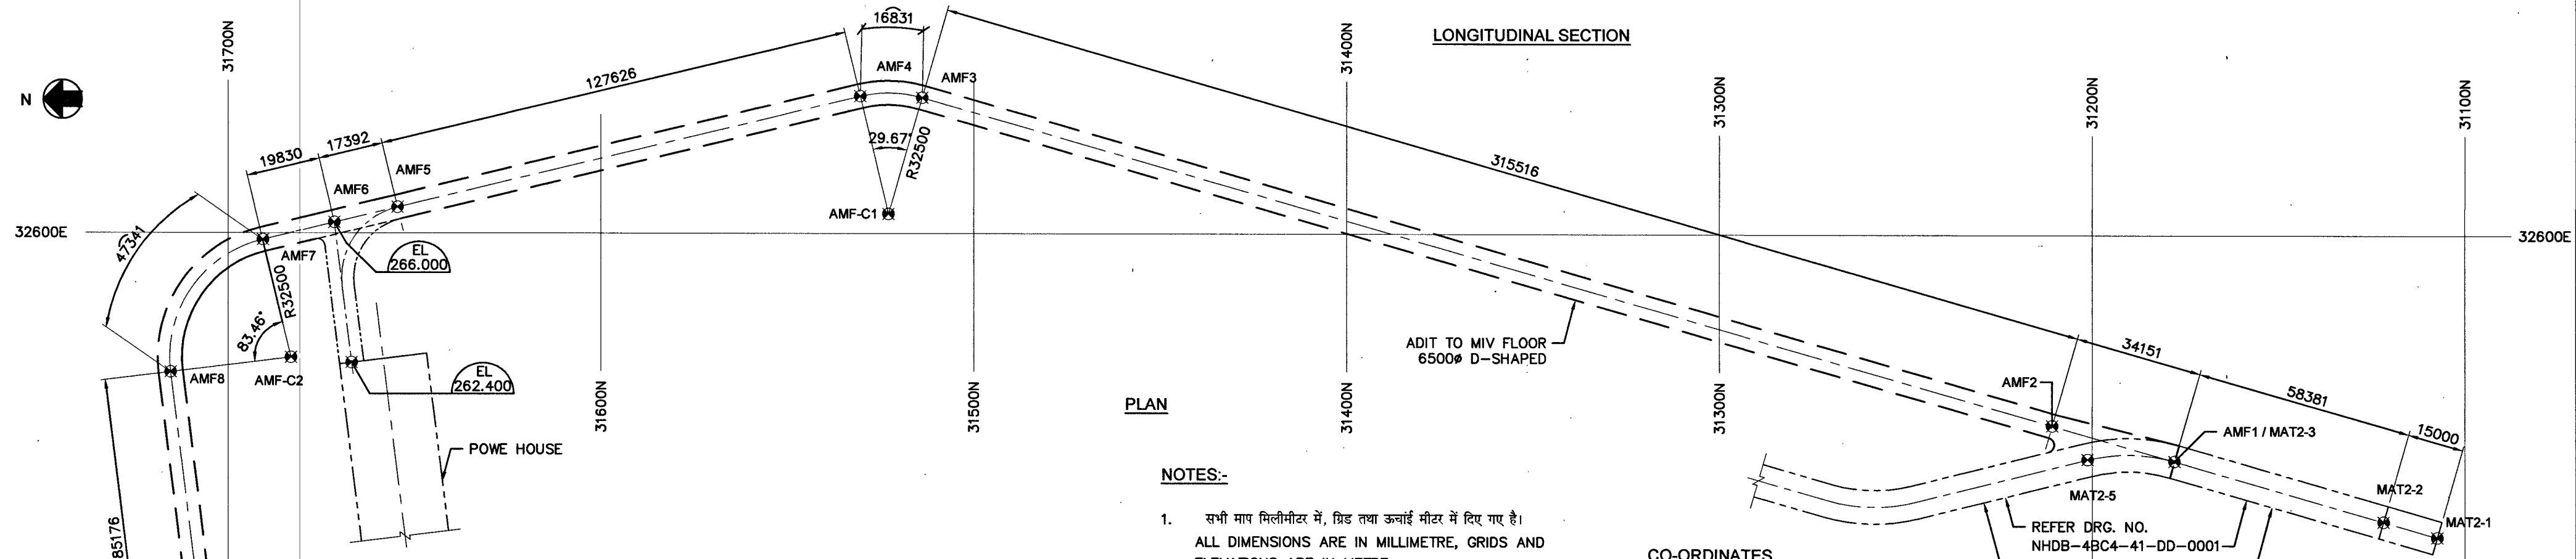 LONGITUDINAL SECTION
N
31700N
127626
16831
AMF4
AMF3
31400N
31300N
31200N
31100N
19830
17392
AMF5
AMF6
29.67°
R32500
315516
AMF-C1
47341
32600E
32600E
AMF7
EL
266.000
R32500
83.46°
AMF8
AMF-C2
EL
262.400
31600N
31500N
31400N
31300N
ADIT TO MIV FLOOR
6500ø D-SHAPED
34151
58381
15000
AMF2
AMF1 / MAT2-3
PLAN
POWE HOUSE
85176
MAT2-5
MAT2-2
MAT2-1
REFER DRG. NO.
NHDB-4BC4-41-DD-0001
NOTES:-
1. सभी माप मिलीमीटर में, ग्रिड तथा ऊचांई मीटर में दिए गए है।
ALL DIMENSIONS ARE IN MILLIMETRE, GRIDS AND
ELEVATIONS ARE IN METRE
CO-ORDINATES